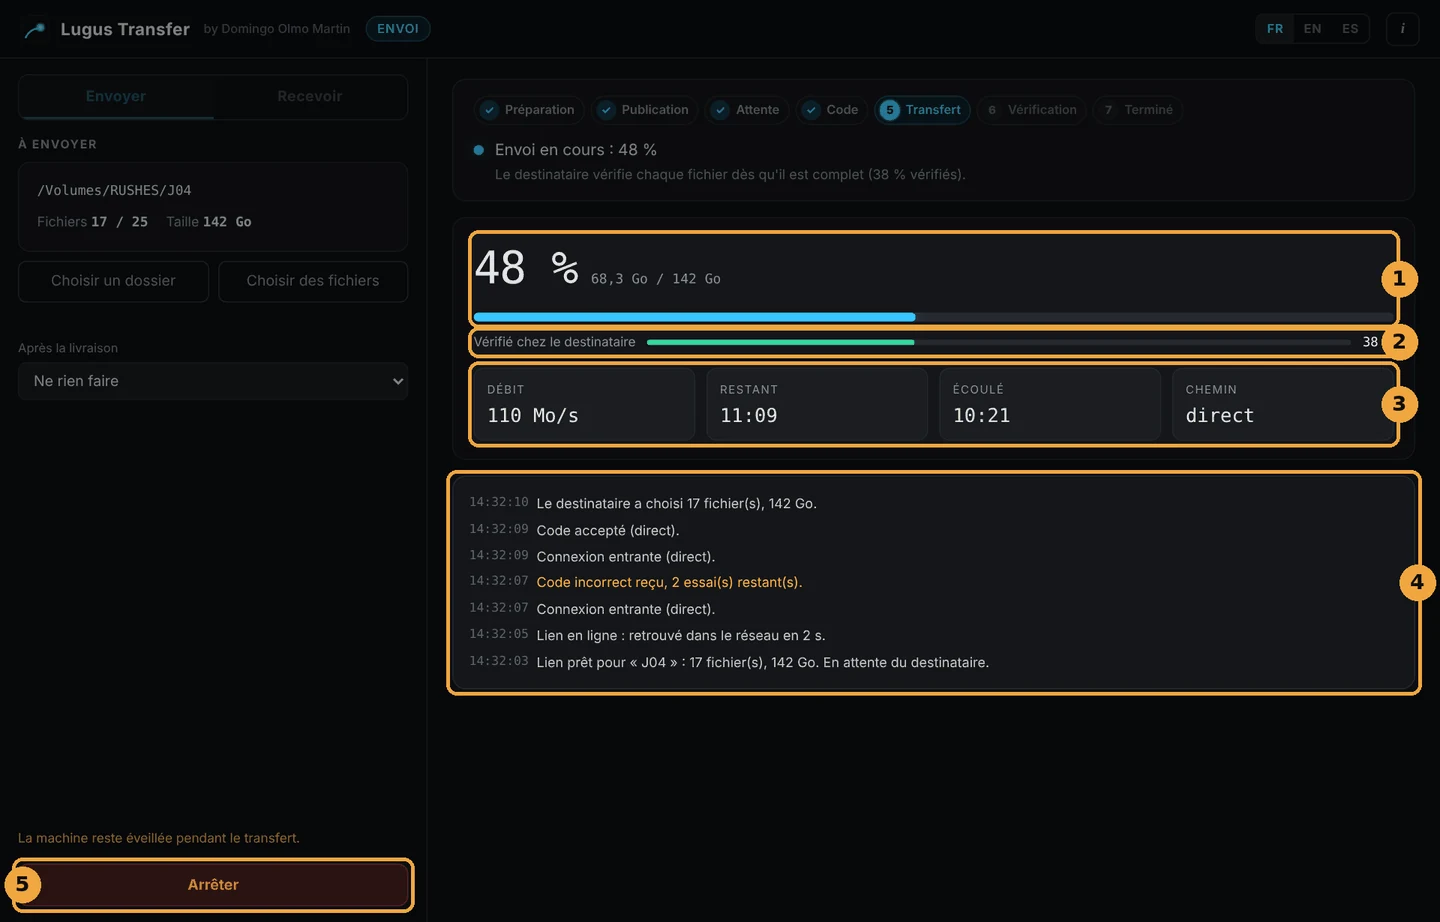 Lugus Transfer by Domingo Olmo Martin ENVOI
FR EN ES i
Envoyer Recevoir
À ENVOYER
/Volumes/RUSHES/J04
Fichiers 17 / 25 Taille 142 Go
Choisir un dossier Choisir des fichiers
Après la livraison
Ne rien faire
La machine reste éveillée pendant le transfert.
5 Arrêter
Préparation Publication Attente Code 5 Transfert 6 Vérification 7 Terminé
Envoi en cours : 48 %
Le destinataire vérifie chaque fichier dès qu'il est complet (38 % vérifiés).
48 % 68,3 Go / 142 Go
1
Vérifié chez le destinataire 38
2
DÉBIT RESTANT ÉCOULÉ CHEMIN
110 Mo/s 11:09 10:21 direct
3
14:32:10 Le destinataire a choisi 17 fichier(s), 142 Go.
14:32:09 Code accepté (direct).
14:32:09 Connexion entrante (direct).
14:32:07 Code incorrect reçu, 2 essai(s) restant(s).
14:32:07 Connexion entrante (direct).
14:32:05 Lien en ligne : retrouvé dans le réseau en 2 s.
14:32:03 Lien prêt pour « J04 » : 17 fichier(s), 142 Go. En attente du destinataire.
4